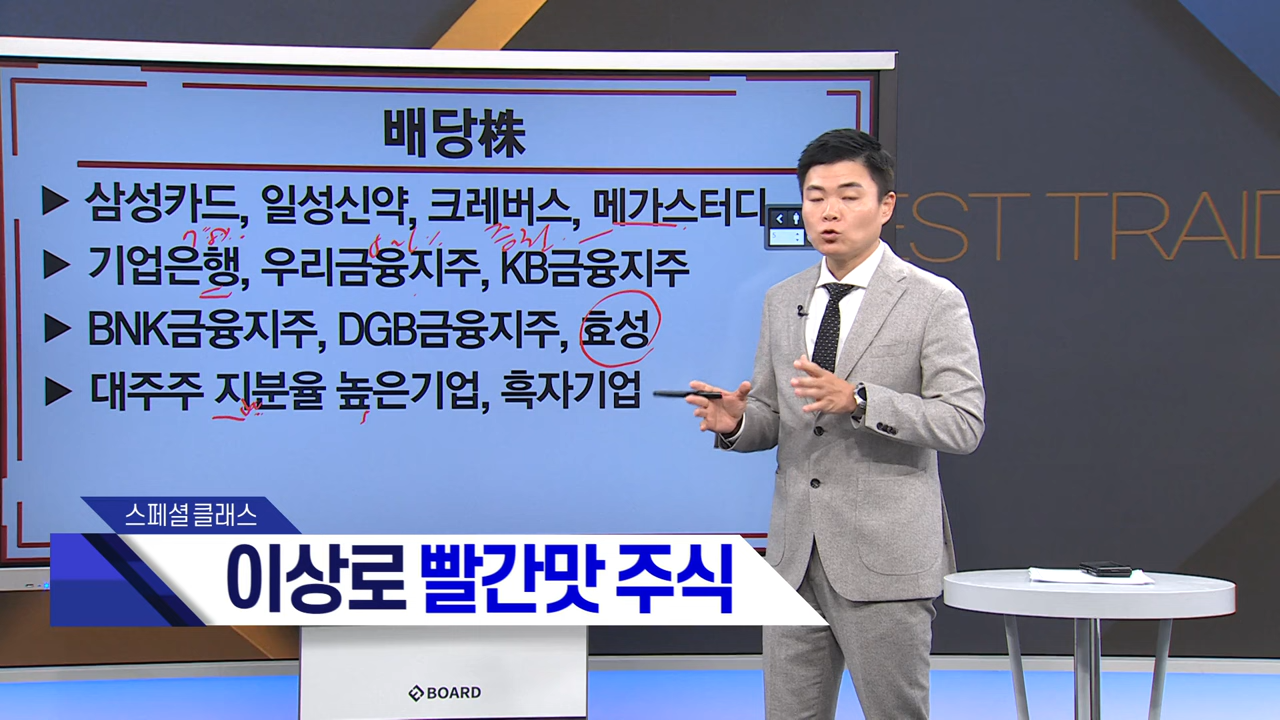 배당株
▶ 삼성카드, 일성신약, 크레버스, 메가스터디
▶ 기업은행, 우리금융지주, KB금융지주
▶ BNK금융지주, DGB금융지주, 효성
▶ 대주주 지분율 높은기업, 흑자기업
EST TRAD
스페셜 클래스
이상로 빨간맛 주식
BOARD